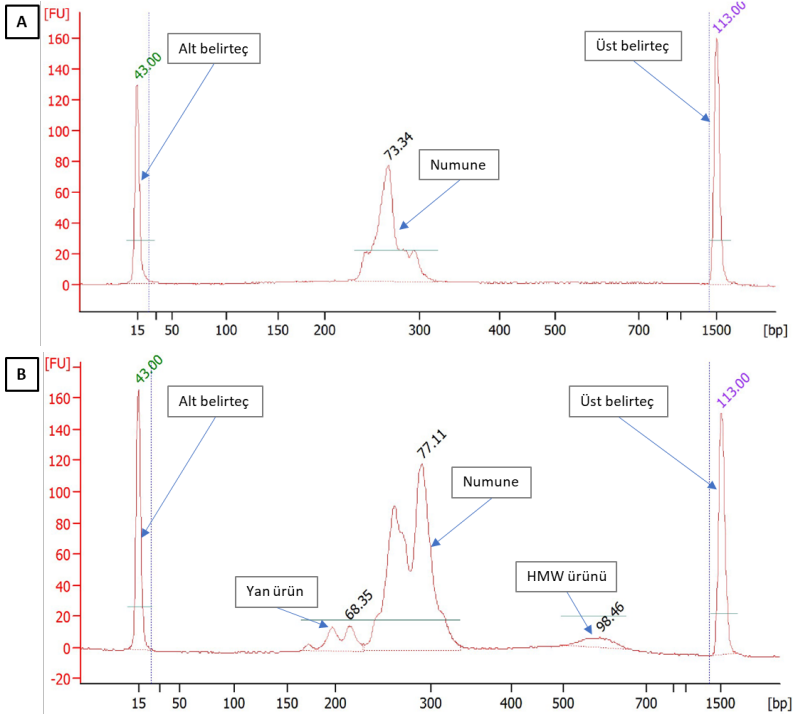 A
[FU]
113.00
43.00
Alt belirteç
Üst belirteç
160
140
120
100
80
60
40
20
0
73.34
Numune
15 50 100 150 200 300 400 500 700 1500 [bp]
B
[FU]
43.00
113.00
Alt belirteç
Üst belirteç
160
140
120
100
80
60
40
20
0
-20
77.11
Numune
Yan ürün
68.35
HMW ürünü
98.46
15 50 100 200 300 400 500 700 1500 [bp]